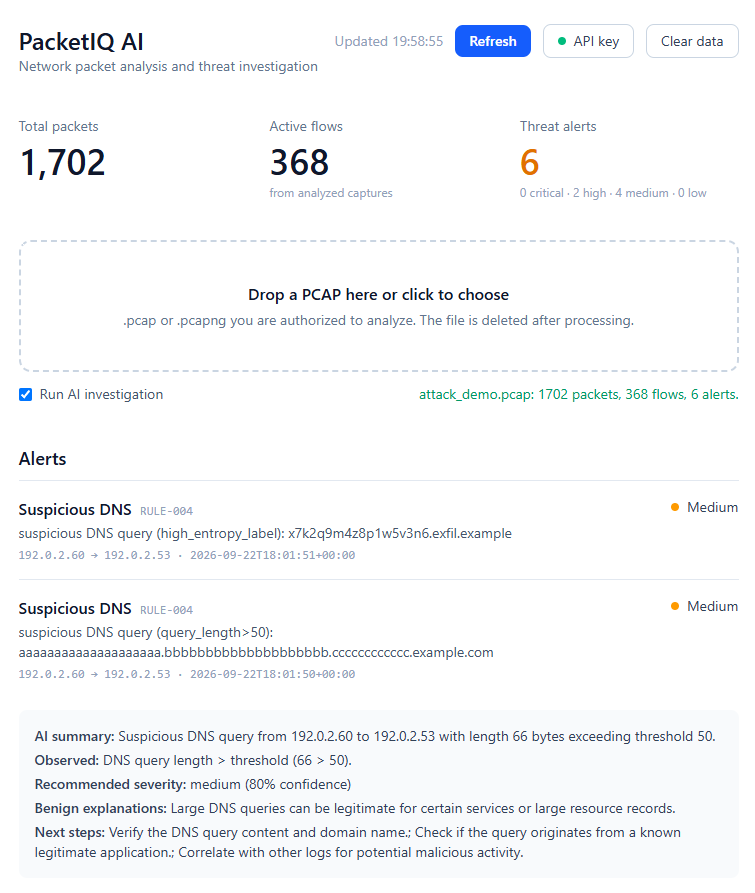 PacketIQ AI
Updated 19:58:55
Refresh
API key
Clear data
Network packet analysis and threat investigation
Total packets
Active flows
Threat alerts
1,702
368
6
from analyzed captures
0 critical · 2 high · 4 medium · 0 low
Drop a PCAP here or click to choose
.pcap or .pcapng you are authorized to analyze. The file is deleted after processing.
Run AI investigation
attack_demo.pcap: 1702 packets, 368 flows, 6 alerts.
Alerts
Suspicious DNS RULE-004
Medium
suspicious DNS query (high_entropy_label): x7k2q9m4z8p1w5v3n6.exfil.example
192.0.2.60 → 192.0.2.53 · 2026-09-22T18:01:51+00:00
Suspicious DNS RULE-004
Medium
suspicious DNS query (query_length>50):
aaaaaaaaaaaaaaaaaaaa.bbbbbbbbbbbbbbbbbbbb.cccccccccccc.example.com
192.0.2.60 → 192.0.2.53 · 2026-09-22T18:01:50+00:00
AI summary: Suspicious DNS query from 192.0.2.60 to 192.0.2.53 with length 66 bytes exceeding threshold 50.
Observed: DNS query length > threshold (66 > 50).
Recommended severity: medium (80% confidence)
Benign explanations: Large DNS queries can be legitimate for certain services or large resource records.
Next steps: Verify the DNS query content and domain name.; Check if the query originates from a known
legitimate application.; Correlate with other logs for potential malicious activity.